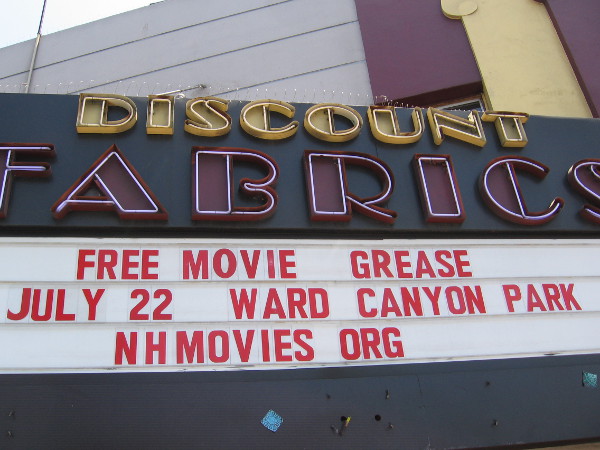 DISCOUNT
FABRICS
FREE MOVIE GREASE
JULY 22 WARD CANYON PARK
NHMOVIES ORG